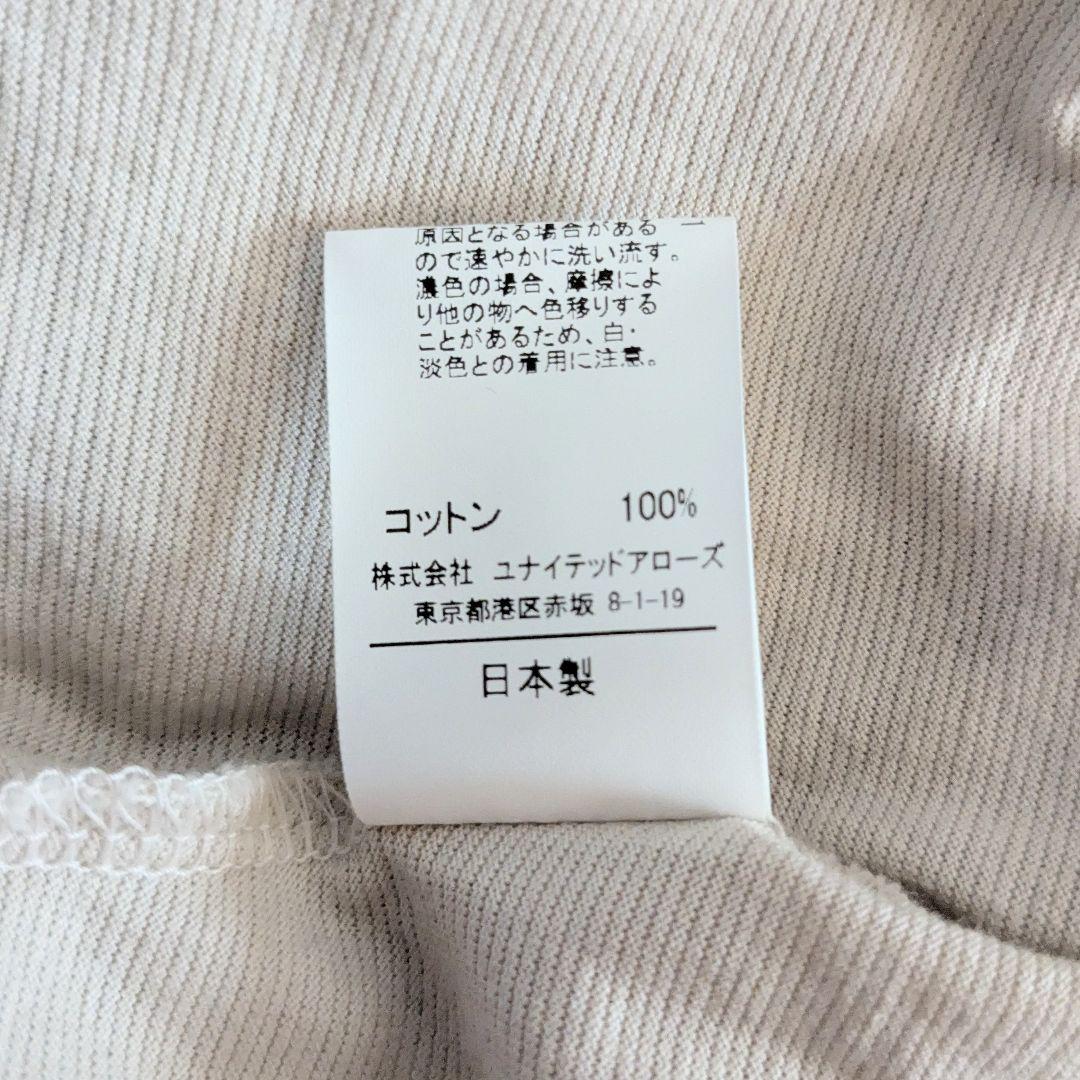 原因となる場合がある
ので速やかに洗い流す。
濃色の場合、摩擦によ
り他の物へ色移りする
ことがあるため、白・
淡色との着用に注意。
コットン 100%
株式会社 ユナイテッドアローズ
東京都港区赤坂 8-1-19
日本製